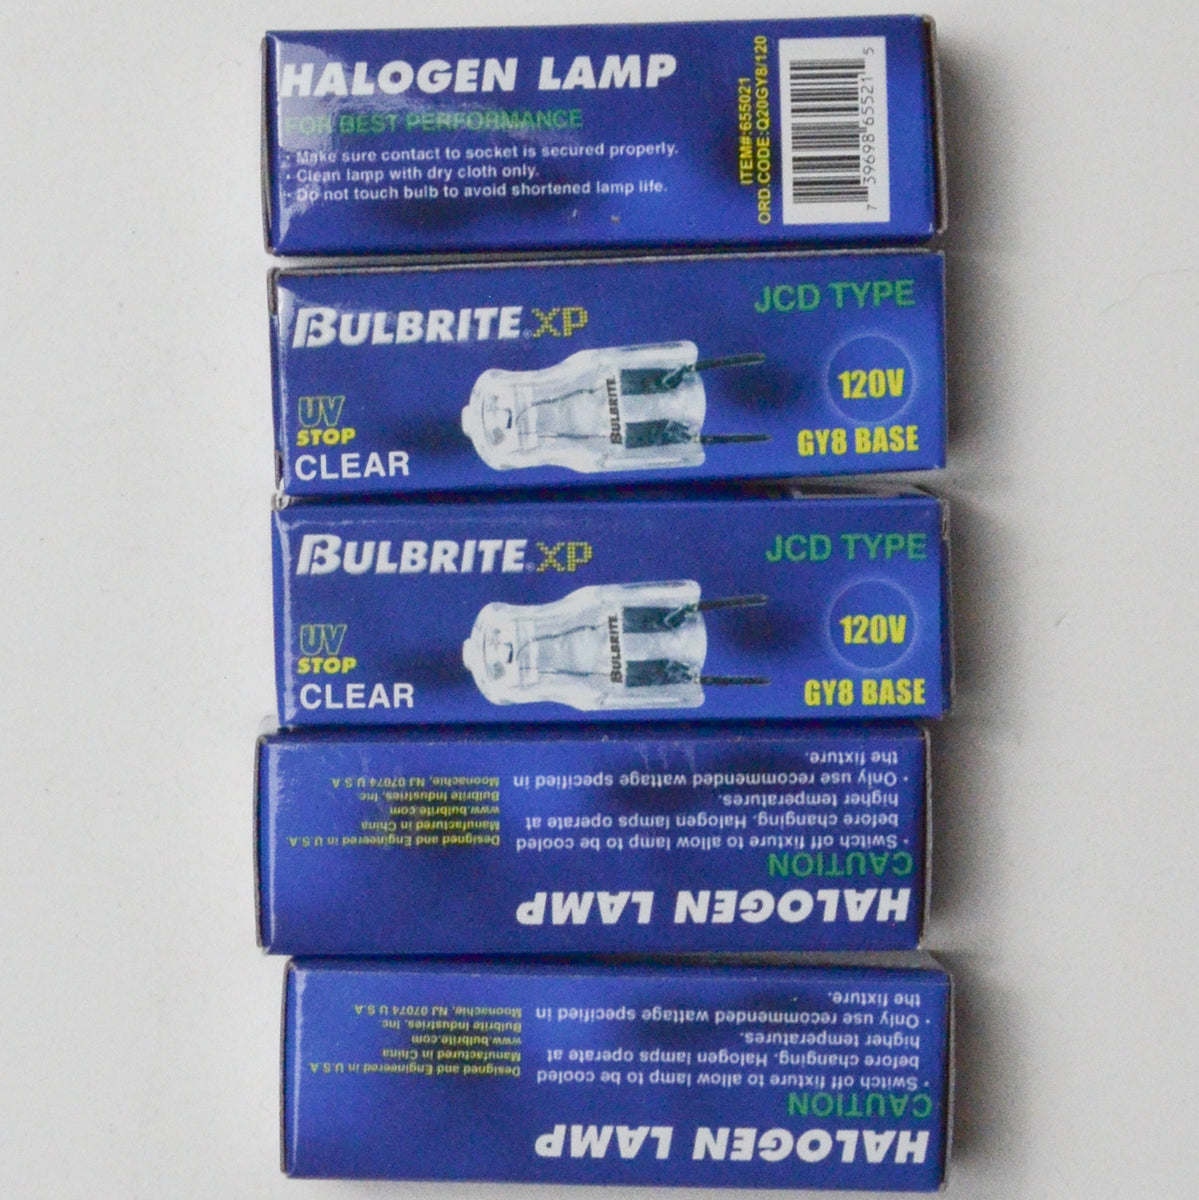 HALOGEN LAMP
FOR BEST PERFORMANCE
· Make sure contact to socket is secured properly.
· Clean lamp with dry cloth only.
· Do not touch bulb to avoid shortened lamp life.
ITEM#:655021
ORD.CODE:Q20GY8/120
7 39698 65521 5
BULBRITE® XP
JCD TYPE
120V
GY8 BASE
UV
STOP
CLEAR
BULBRITE
BULBRITE® XP
JCD TYPE
120V
GY8 BASE
UV
STOP
CLEAR
BULBRITE
HALOGEN LAMP
CAUTION
· Switch off fixture to allow lamp to be cooled
before changing. Halogen lamps operate at
higher temperatures.
· Only use recommended wattage specified in
the fixture.
Designed and Engineered in U.S.A
Manufactured in China
www.bulbrite.com
Bulbrite Industries, Inc.
Moonachie, NJ 07074 U.S.A
HALOGEN LAMP
CAUTION
· Switch off fixture to allow lamp to be cooled
before changing. Halogen lamps operate at
higher temperatures.
· Only use recommended wattage specified in
the fixture.
Designed and Engineered in U.S.A
Manufactured in China
www.bulbrite.com
Bulbrite Industries, Inc.
Moonachie, NJ 07074 U.S.A